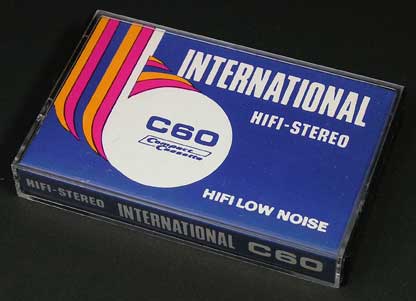 INTERNATIONAL
HIFI-STEREO
C60
Compact
Cassette
HIFI LOW NOISE
HIFI-STEREO INTERNATIONAL C60